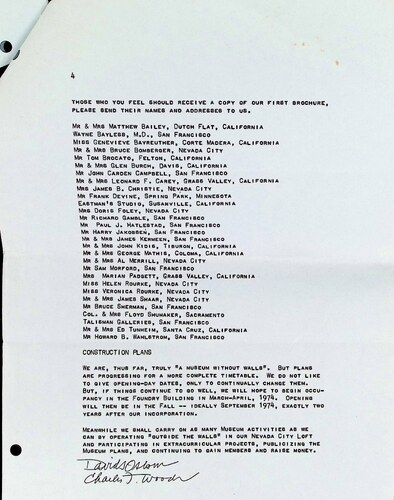 4
THOSE WHO YOU FEEL SHOULD RECEIVE A COPY OF OUR FIRST BROCHURE,
PLEASE SEND THEIR NAMES AND ADDRESSES TO US.
MR & MRS MATTHEW BAILEY, DUTCH FLAT, CALIFORNIA
WAYNE BAYLESS, M.D., SAN FRANCISCO
MISS GENEVIEVE BAYREUTHER, CORTE MADERA, CALIFORNIA
MR & MRS BRUCE BOMBERGER, NEVADA CITY
MR TOM BROCATO, FELTON, CALIFORNIA
MR & MRS GLEN BURCH, DAVIS, CALIFORNIA
MR JOHN CARDEN CAMPBELL, SAN FRANCISCO
MR & MRS LEONARD F. CAREY, GRASS VALLEY, CALIFORNIA
MRS JAMES B. CHRISTIE, NEVADA CITY
MR FRANK DEVINE, SPRING PARK, MINNESOTA
EASTMAN'S STUDIO, SUSANVILLE, CALIFORNIA
MRS DORIS FOLEY, NEVADA CITY
MR RICHARD GAMBLE, SAN FRANCISCO
MR PAUL J. HATLESTAD, SAN FRANCISCO
MR HARRY JAKOBSEN, SAN FRANCISCO
MR & MRS JAMES KERWEEN, SAN FRANCISCO
MR & MRS JOHN KIDIS, TIBURON, CALIFORNIA
MR & MRS GEORGE MATHIS, COLOMA, CALIFORNIA
MR & MRS AL MERRILL, NEVADA CITY
MR SAM MORFORD, SAN FRANCISCO
MRS MARIAN PADGETT, GRASS VALLEY, CALIFORNIA
MISS HELEN ROURKE, NEVADA CITY
MISS VERONICA ROURKE, NEVADA CITY
MR & MRS JAMES SHAAR, NEVADA CITY
MR BRUCE SHERMAN, SAN FRANCISCO
COL. & MRS FLOYD SHUMAKER, SACRAMENTO
TALISMAN GALLERIES, SAN FRANCISCO
MR & MRS ED TUNHEIM, SANTA CRUZ, CALIFORNIA
MR HOWARD B. WAHLSTROM, SAN FRANCISCO
CONSTRUCTION PLANS
WE ARE, THUS FAR, TRULY "A MUSEUM WITHOUT WALLS". BUT PLANS
ARE PROGRESSING FOR A MORE COMPLETE TIMETABLE. WE DO NOT LIKE
TO GIVE OPENING-DAY DATES, ONLY TO CONTINUALLY CHANGE THEM.
BUT, IF THINGS CONTINUE TO GO WELL, WE WILL HOPE TO BEGIN OCCU-
PANCY IN THE FOUNDRY BUILDING IN MARCH-APRIL, 1974. OPENING
WILL THEN BE IN THE FALL -- IDEALLY SEPTEMBER 1974, EXACTLY TWO
YEARS AFTER OUR INCORPORATION.
MEANWHILE WE SHALL CARRY ON AS MANY MUSEUM ACTIVITIES AS WE
CAN BY OPERATING "OUTSIDE THE WALLS" IN OUR NEVADA CITY LOFT
AND PARTICIPATING IN EXTRACURRICULAR PROJECTS, PUBLICIZING THE
MUSEUM PLANS, AND CONTINUING TO GAIN MEMBERS AND RAISE MONEY.
David Osborn
Charles T. Woods